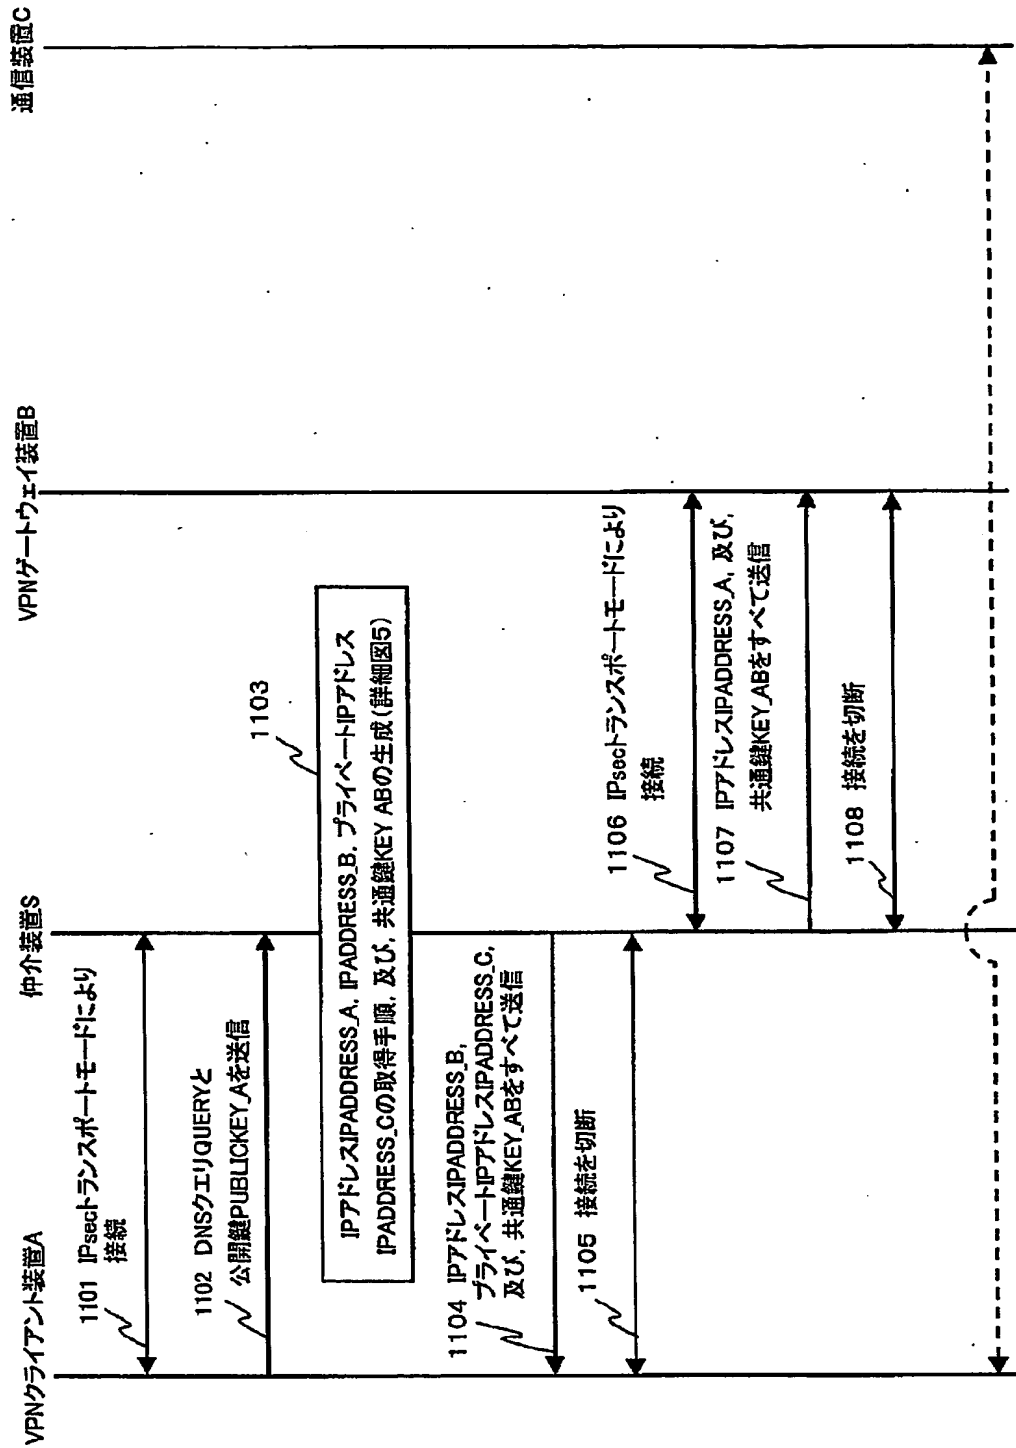 VPNクライアント装置A
仲介装置S
VPNゲートウェイ装置B
通信装置C
1101 IPsecトランスポートモードにより
接続
1102 DNSクエリQUERYと
公開鍵PUBLICKEY_Aを送信
1103
IPアドレスIPADDRESS_A, IPADDRESS_B, プライベートIPアドレス
IPADDRESS_Cの取得手順, 及び, 共通鍵KEY ABの生成(詳細図5)
1104 IPアドレスIPADDRESS_B,
プライベートIPアドレスIPADDRESS_C,
及び, 共通鍵KEY_ABをすべて送信
1105 接続を切断
1106 IPsecトランスポートモードにより
接続
1107 IPアドレスIPADDRESS_A, 及び,
共通鍵KEY_ABをすべて送信
1108 接続を切断